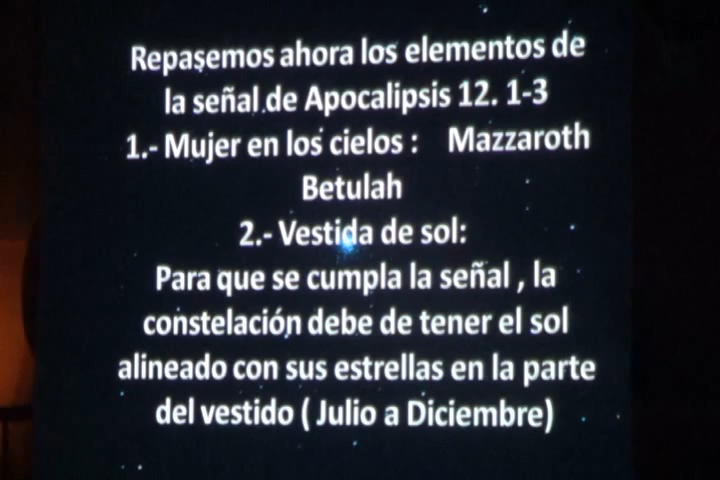 Repasemos ahora los elementos de
la señal de Apocalipsis 12. 1-3
1.- Mujer en los cielos : Mazzaroth
Betulah
2.- Vestida de sol:
Para que se cumpla la señal , la
constelación debe de tener el sol
alineado con sus estrellas en la parte
del vestido ( Julio a Diciembre)